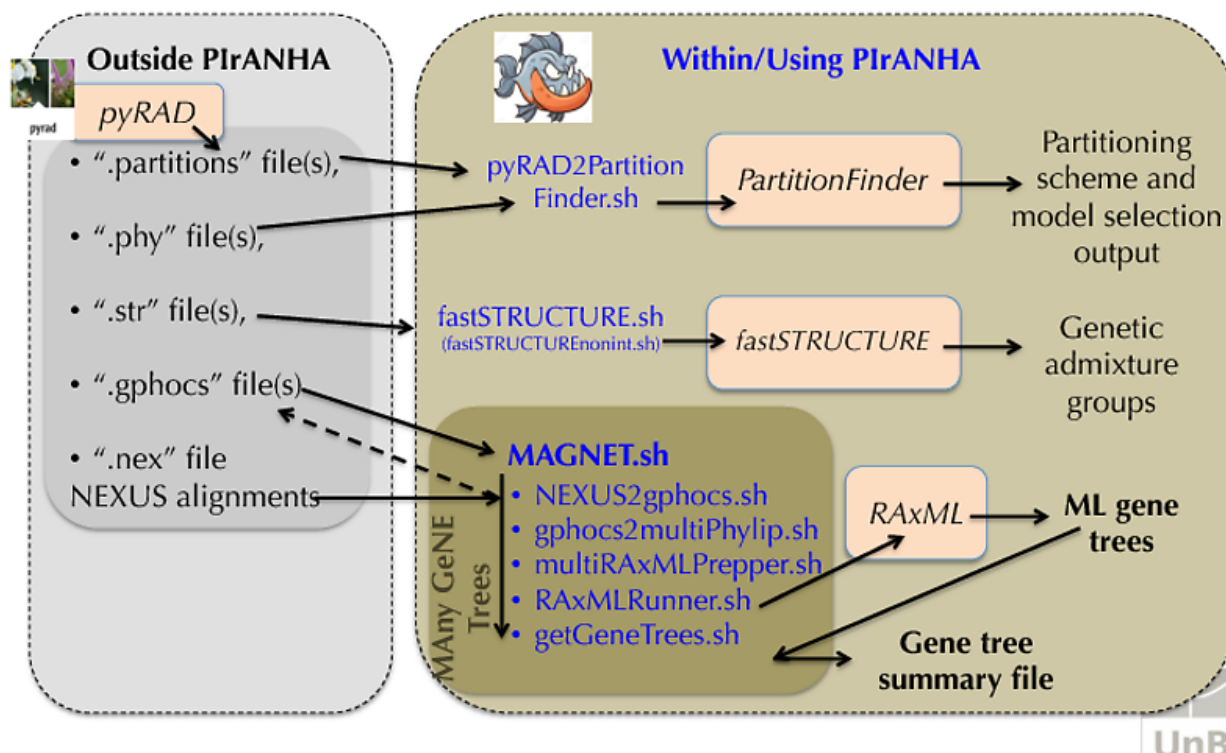 Outside PIrANHA
pyrad
pyRAD
• “.partitions” file(s),
• “.phy” file(s),
• “.str” file(s),
• “.gphocs” file(s)
• “.nex” file
NEXUS alignments
Within/Using PIrANHA
pyRAD2Partition
Finder.sh
PartitionFinder
Partitioning
scheme and
model selection
output
fastSTRUCTURE.sh
(fastSTRUCTUREnonint.sh)
fastSTRUCTURE
Genetic
admixture
groups
MAGNET.sh
• NEXUS2gphocs.sh
• gphocs2multiPhylip.sh
• multiRAxMLPrepper.sh
• RAxMLRunner.sh
• getGeneTrees.sh
MAny GeNE
Trees
RAxML
ML gene
trees
Gene tree
summary file
UnB